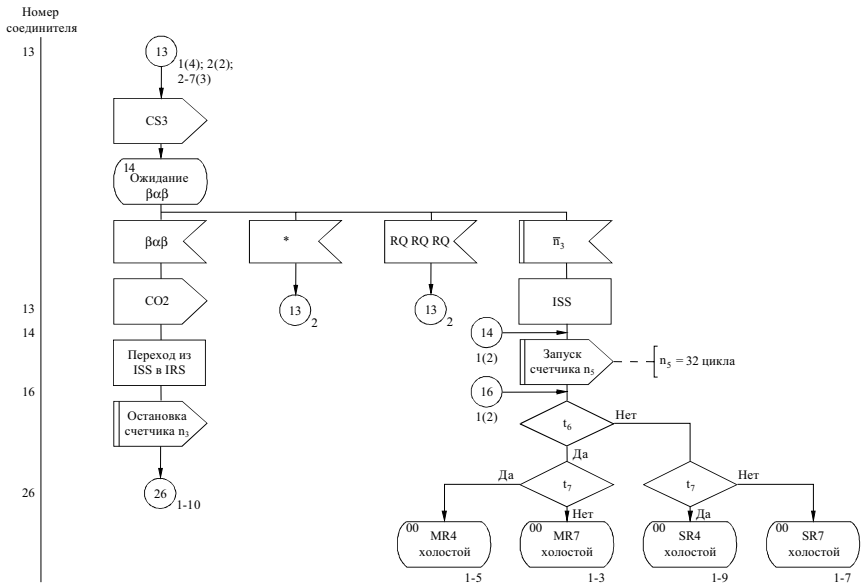 Номер
соединителя
13
13
1(4); 2(2);
2-7(3)
CS3
14
Ожидание
βαβ
βαβ
*
RQ RQ RQ
n̅3
CO2
13
2
13
2
ISS
13
14
14
1(2)
Переход из
ISS в IRS
Запуск
счетчика n5
n5 = 32 цикла
16
16
1(2)
Остановка
счетчика n3
t6
Нет
Да
26
26
1-10
Да
t7
Нет
t7
Нет
Да
00
MR4
холостой
1-5
00
MR7
холостой
1-3
00
SR4
холостой
1-9
00
SR7
холостой
1-7